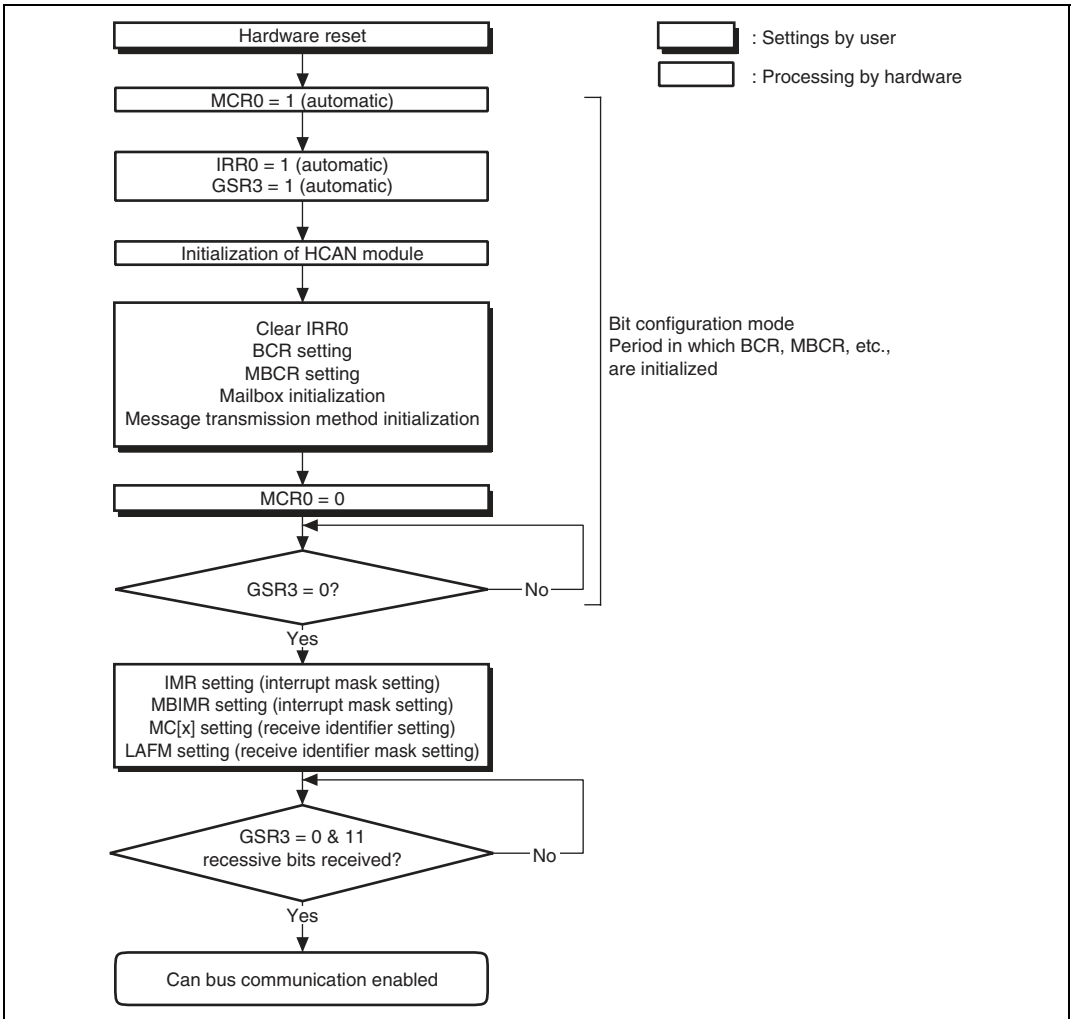 Hardware reset
: Settings by user
: Processing by hardware
MCR0 = 1 (automatic)
IRR0 = 1 (automatic)
GSR3 = 1 (automatic)
Initialization of HCAN module
Clear IRR0
BCR setting
MBCR setting
Mailbox initialization
Message transmission method initialization
Bit configuration mode
Period in which BCR, MBCR, etc.,
are initialized
MCR0 = 0
GSR3 = 0?
No
Yes
IMR setting (interrupt mask setting)
MBIMR setting (interrupt mask setting)
MC[x] setting (receive identifier setting)
LAFM setting (receive identifier mask setting)
GSR3 = 0 & 11
recessive bits received?
No
Yes
Can bus communication enabled